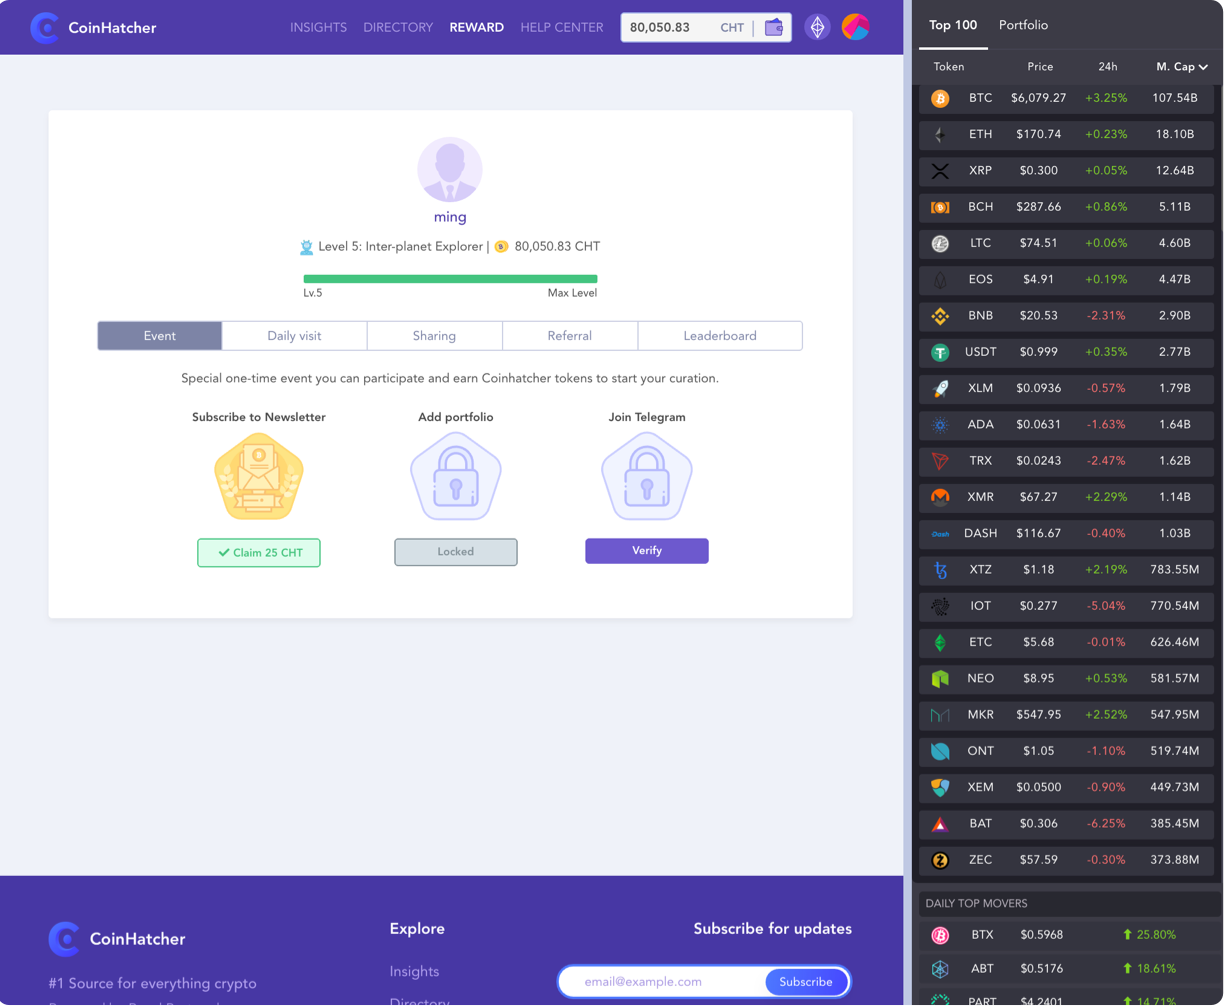 CoinHatcher
INSIGHTS DIRECTORY REWARD HELP CENTER
80,050.83 CHT
ming
Level 5: Inter-planet Explorer | 80,050.83 CHT
Lv.5 Max Level
Event Daily visit Sharing Referral Leaderboard
Special one-time event you can participate and earn Coinhatcher tokens to start your curation.
Subscribe to Newsletter Add portfolio Join Telegram
Claim 25 CHT Locked Verify
CoinHatcher
#1 Source for everything crypto
Explore
Insights
Directory
Subscribe for updates
email@example.com Subscribe
Top 100 Portfolio
Token Price 24h M. Cap
BTC $6,079.27 +3.25% 107.54B
ETH $170.74 +0.23% 18.10B
XRP $0.300 +0.05% 12.64B
BCH $287.66 +0.86% 5.11B
LTC $74.51 +0.06% 4.60B
EOS $4.91 +0.19% 4.47B
BNB $20.53 -2.31% 2.90B
USDT $0.999 +0.35% 2.77B
XLM $0.0936 -0.57% 1.79B
ADA $0.0631 -1.63% 1.64B
TRX $0.0243 -2.47% 1.62B
XMR $67.27 +2.29% 1.14B
Dash DASH $116.67 -0.40% 1.03B
XTZ $1.18 +2.19% 783.55M
IOT $0.277 -5.04% 770.54M
ETC $5.68 -0.01% 626.46M
NEO $8.95 +0.53% 581.57M
MKR $547.95 +2.52% 547.95M
ONT $1.05 -1.10% 519.74M
XEM $0.0500 -0.90% 449.73M
BAT $0.306 -6.25% 385.45M
ZEC $57.59 -0.30% 373.88M
DAILY TOP MOVERS
BTX $0.5968 25.80%
ABT $0.5176 18.61%
PART $4.2401 14.71%